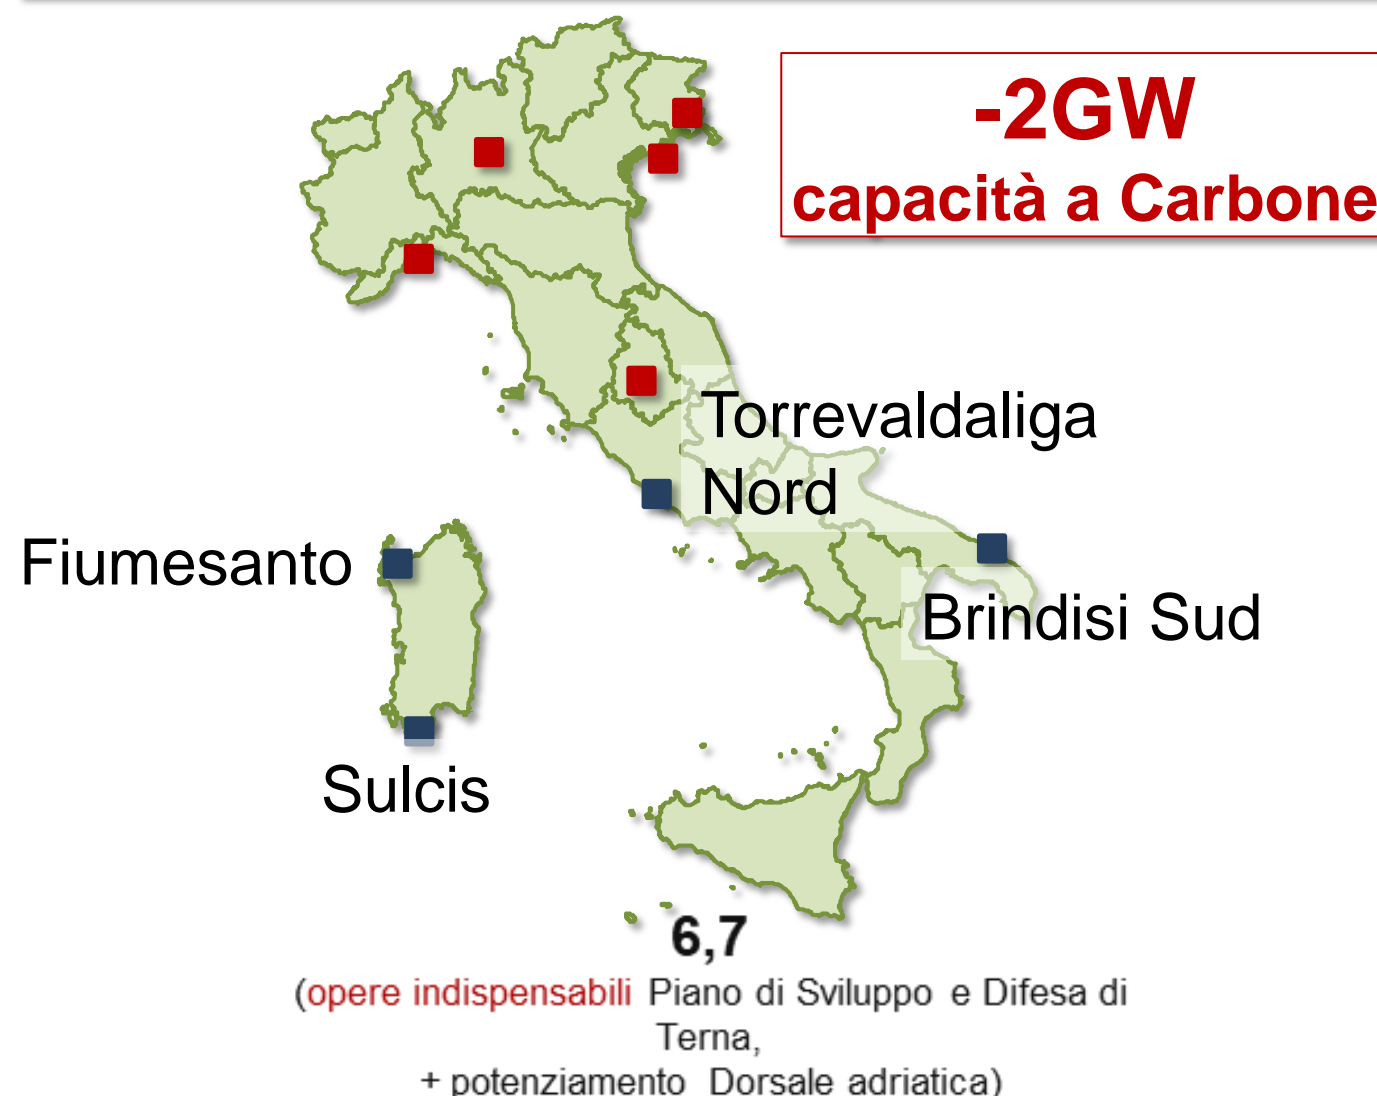 -2GW
capacità a Carbone
Torrevaldaliga
Nord
Fiumesanto
Brindisi Sud
Sulcis
6,7
(opere indispensabili Piano di Sviluppo e Difesa di
Terna,
+ potenziamento Dorsale adriatica)